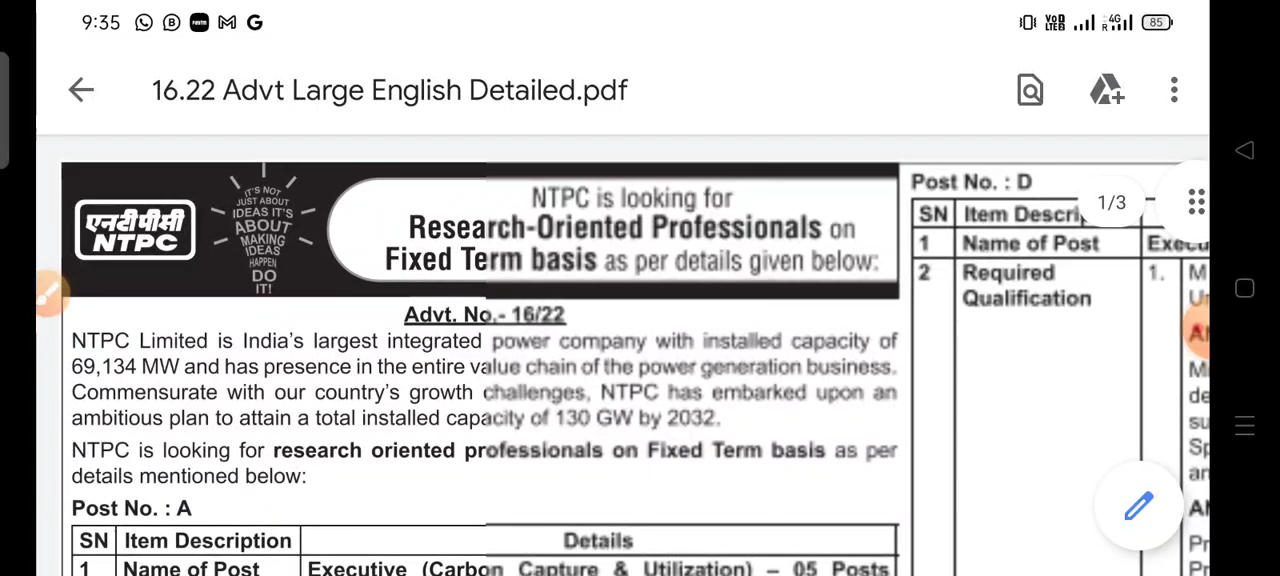 9:35
VoD LTE2 4G R 85
16.22 Advt Large English Detailed.pdf
1/3
एनटीपीसी
NTPC
IT'S NOT
JUST ABOUT
IDEAS IT'S
ABOUT
MAKING
IDEAS
HAPPEN
DO
IT!
NTPC is looking for
Research-Oriented Professionals on
Fixed Term basis as per details given below:
Advt. No.- 16/22
NTPC Limited is India's largest integrated power company with installed capacity of
69,134 MW and has presence in the entire value chain of the power generation business.
Commensurate with our country's growth challenges, NTPC has embarked upon an
ambitious plan to attain a total installed capacity of 130 GW by 2032.
NTPC is looking for research oriented professionals on Fixed Term basis as per
details mentioned below:
Post No. : A
SN Item Description Details
1 Name of Post Executive (Carbon Capture & Utilization) – 05 Posts
Post No. : D
SN Item
1 Name of Post
2 Required 1.
Qualification